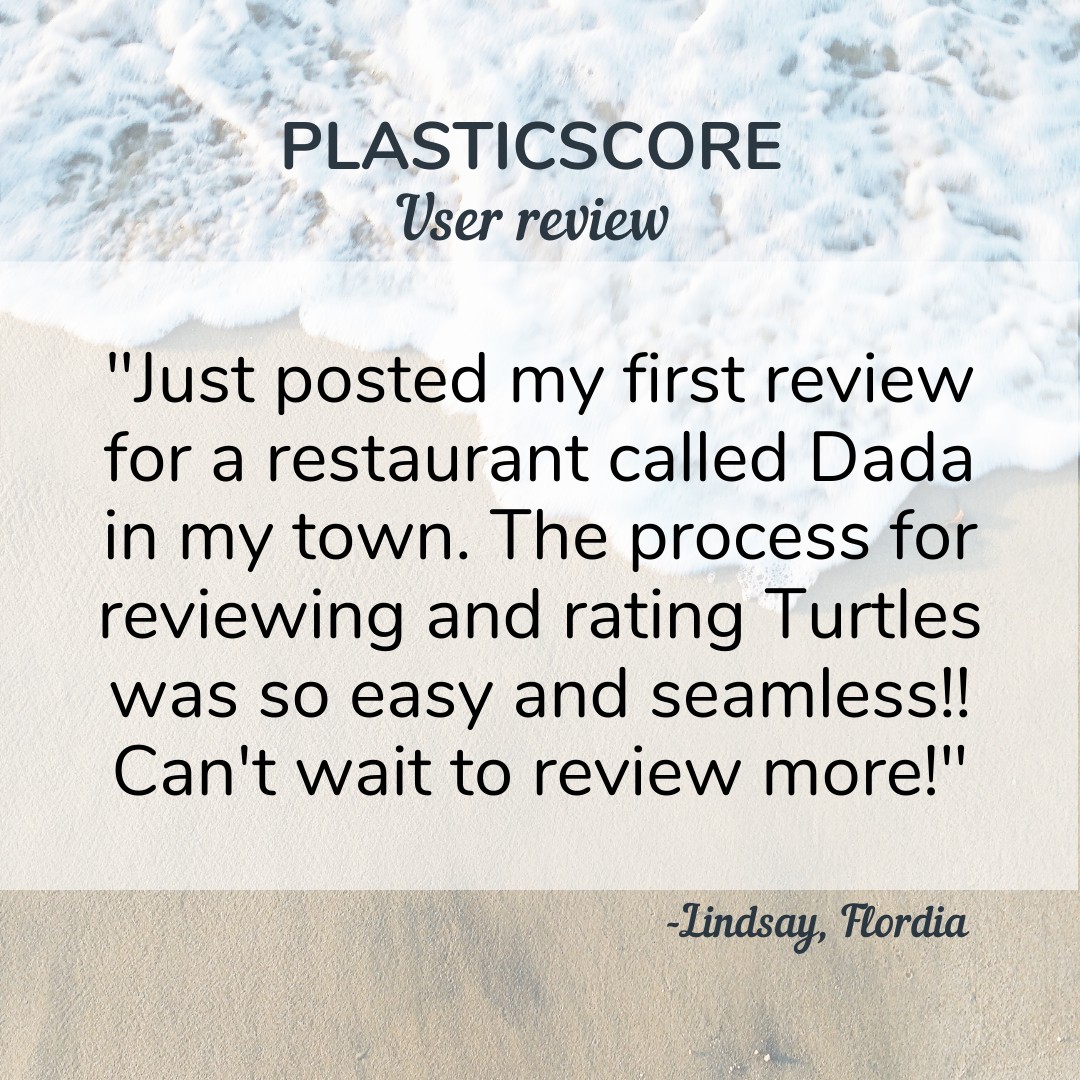 PLASTICSCORE
User review
"Just posted my first review
for a restaurant called Dada
in my town. The process for
reviewing and rating Turtles
was so easy and seamless!!
Can't wait to review more!"
-Lindsay, Flordia